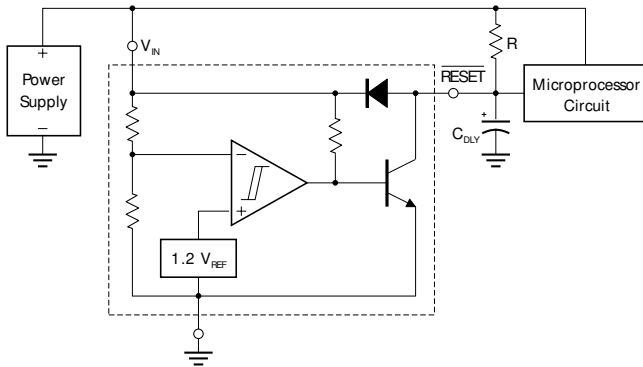 +
Power
Supply
−
V_IN
R
RESET
Microprocessor
Circuit
+
C_DLY
−
+
1.2 V_REF